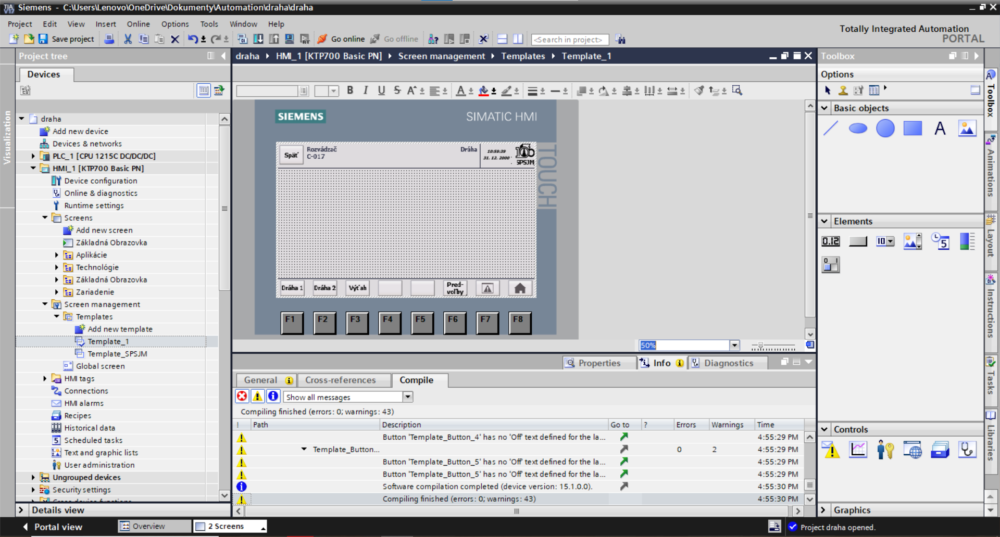 Siemens - C:\Users\Lenovo\OneDrive\Dokumenty\Automation\draha\draha
Project Edit View Insert Online Options Tools Window Help
Totally Integrated Automation
PORTAL
Save project
Go online
Go offline
<Search in project>
Project tree
draha HMI_1 [KTP700 Basic PN] Screen management Templates Template_1
Toolbox
Devices
Options
B I U S A A
Visualization
draha
Add new device
Devices & networks
PLC_1 [CPU 1215C DC/DC/DC]
HMI_1 [KTP700 Basic PN]
Device configuration
Online & diagnostics
Runtime settings
Screens
Add new screen
Základná Obrazovka
Aplikácie
Technológie
Základná Obrazovka
Zariadenie
Screen management
Templates
Add new template
Template_1
Template_SPSJM
Global screen
HMI tags
Connections
HMI alarms
Recipes
Historical data
Scheduled tasks
Text and graphic lists
User administration
Ungrouped devices
Security settings
Details view
SIEMENS
SIMATIC HMI
TOUCH
Späť
Rozvádzač
C-017
Dráha
10:59:39
31. 12. 2000
SPSJM
Dráha 1
Dráha 2
Výťah
Pred-
voľby
F1 F2 F3 F4 F5 F6 F7 F8
50%
Properties
Info
Diagnostics
General
Cross-references
Compile
Show all messages
Compiling finished (errors: 0; warnings: 43)
! Path Description Go to ? Errors Warnings Time
Button 'Template_Button_4' has no 'Off' text defined for the la... 4:55:29 PM
Template_Button... 0 2 4:55:29 PM
Button 'Template_Button_5' has no 'Off' text defined for the la... 4:55:29 PM
Button 'Template_Button_5' has no 'Off' text defined for the la... 4:55:29 PM
Software compilation completed (device version: 15.1.0.0). 4:55:30 PM
Compiling finished (errors: 0; warnings: 43) 4:55:30 PM
Basic objects
A
Elements
0.12
10
5
0 1
Controls
Graphics
Toolbox
Animations
Layout
Instructions
Tasks
Libraries
Portal view
Overview
2 Screens
Project draha opened.